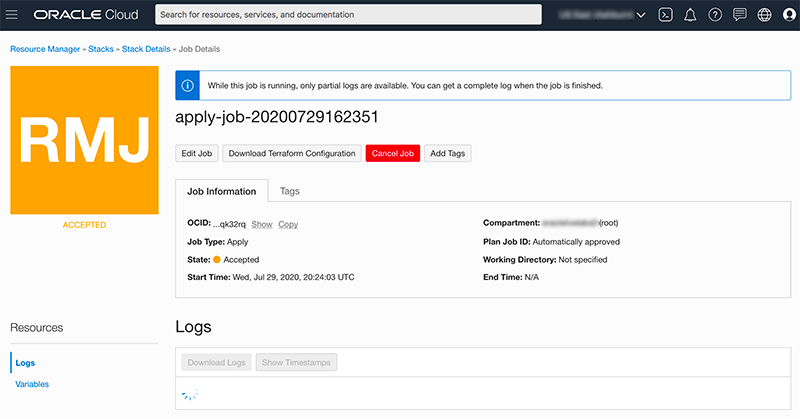 ORACLE Cloud
Search for resources, services, and documentation
Resource Manager » Stacks » Stack Details » Job Details
RMJ
ACCEPTED
While this job is running, only partial logs are available. You can get a complete log when the job is finished.
apply-job-20200729162351
Edit Job Download Terraform Configuration Cancel Job Add Tags
Job Information Tags
OCID: ...qk32rq Show Copy Compartment: (root)
Job Type: Apply Plan Job ID: Automatically approved
State: Accepted Working Directory: Not specified
Start Time: Wed, Jul 29, 2020, 20:24:03 UTC End Time: N/A
Resources
Logs
Variables
Logs
Download Logs Show Timestamps